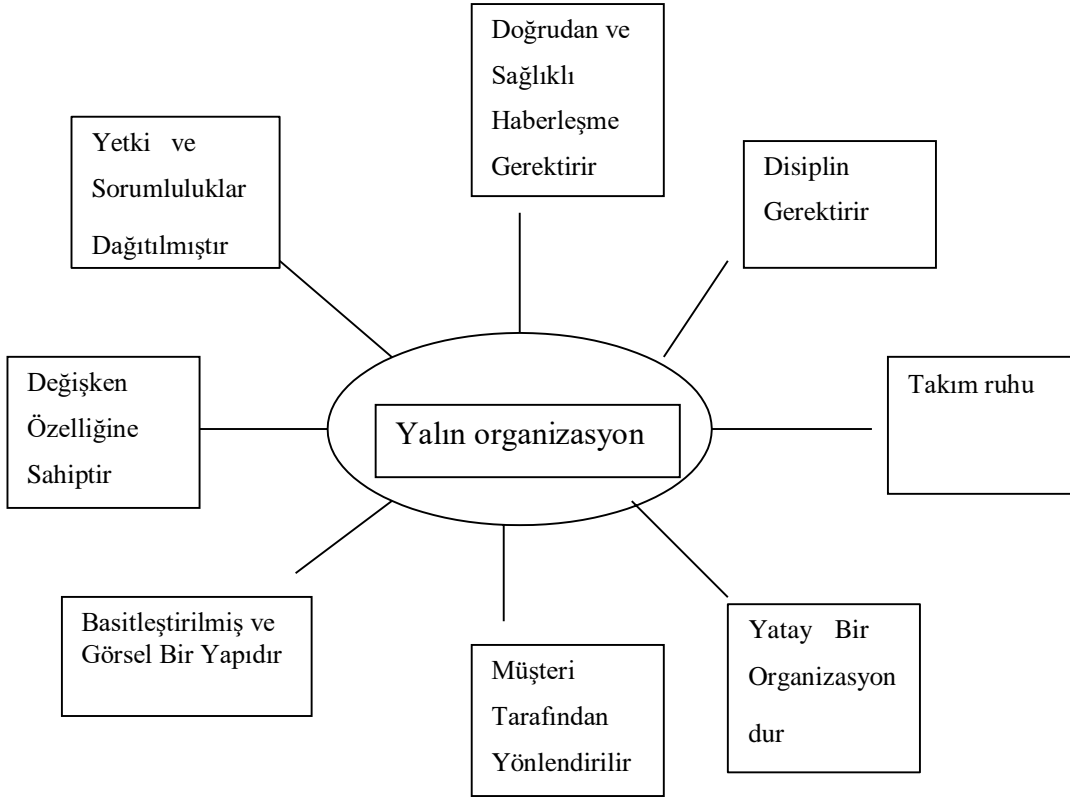 Doğrudan ve
Sağlıklı
Haberleşme
Gerektirir
Yetki ve
Sorumluluklar
Dağıtılmıştır
Disiplin
Gerektirir
Değişken
Özelliğine
Sahiptir
Yalın organizasyon
Takım ruhu
Basitleştirilmiş ve
Görsel Bir Yapıdır
Müşteri
Tarafından
Yönlendirilir
Yatay Bir
Organizasyon
dur